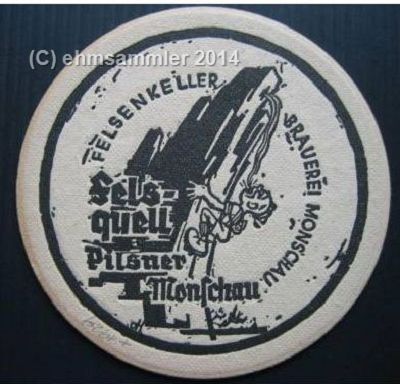 (C) ehmsammler 2014
FELSENKELLER BRAUEREI MONSCHAU
Fels-
quell
Pilsner
Monschau